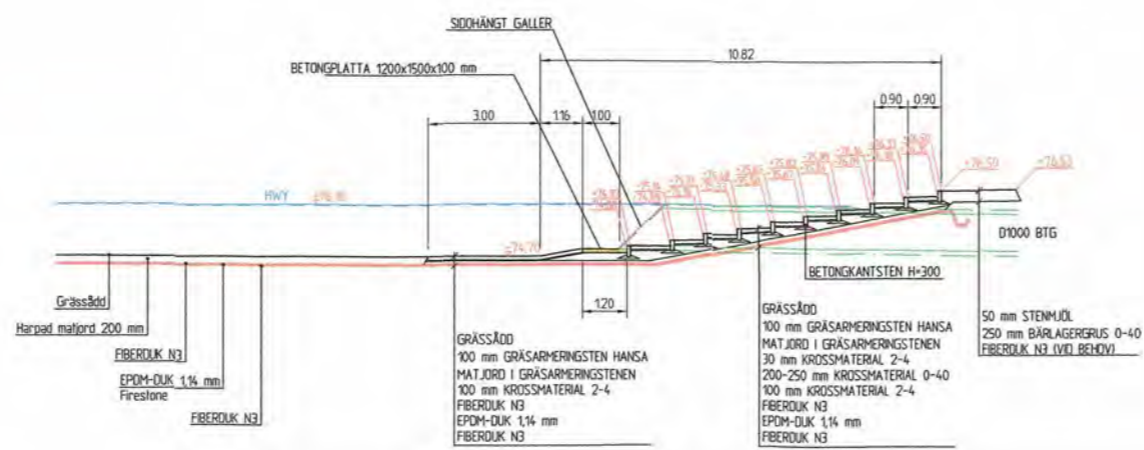 SIDOHÄNGT GALLER
10.82
BETONGPLATTA 1200x1500x100 mm
0.90
0.90
3.00
1.16
1.00
+76.50
+76.53
HWY
+74.70
D1000 BTG
BETONGKANTSTEN H=300
1.20
Grässådd
Harpad matjord 200 mm
FIBERDUK N3
EPDM-DUK 1,14 mm
Firestone
FIBERDUK N3
GRÄSSÅDD
100 mm GRÄSARMERINGSTEN HANSA
MATJORD I GRÄSARMERINGSTENEN
100 mm KROSSMATERIAL 2-4
FIBERDUK N3
EPDM-DUK 1,14 mm
FIBERDUK N3
GRÄSSÅDD
100 mm GRÄSARMERINGSTEN HANSA
MATJORD I GRÄSARMERINGSTENEN
30 mm KROSSMATERIAL 2-4
200-250 mm KROSSMATERIAL 0-40
100 mm KROSSMATERIAL 2-4
FIBERDUK N3
EPDM-DUK 1,14 mm
FIBERDUK N3
50 mm STENMJÖL
250 mm BÄRLAGERGRUS 0-40
FIBERDUK N3 (VID BEHOV)